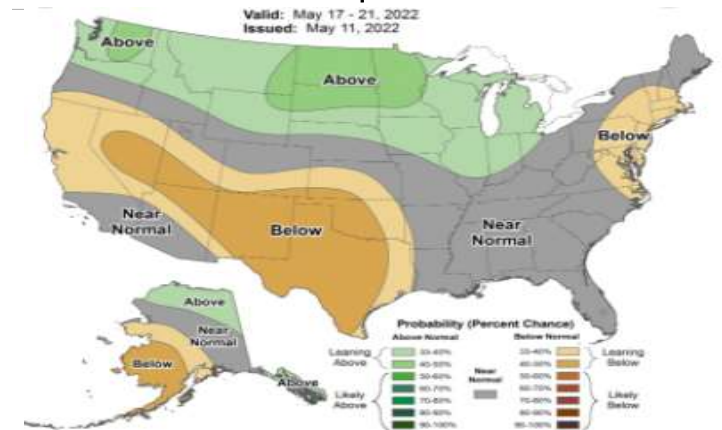 Valid: May 17 - 21, 2022
Issued: May 11, 2022
Above
Above
Below
Near
Normal
Below
Near
Normal
Above
Near
Normal
Below
Above
Probability (Percent Chance)
Above Normal
Below Normal
Leaning
Above
33-40%
40-50%
Likely
Above
50-60%
60-70%
70-80%
80-90%
90-100%
Near
Normal
33-40%
40-50%
Leaning
Below
50-60%
60-70%
70-80%
80-90%
90-100%
Likely
Below